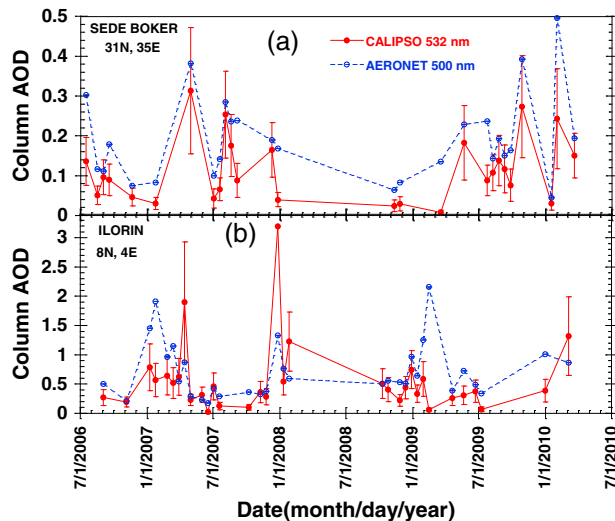 SEDE BOKER
31N, 35E
(a)
CALIPSO 532 nm
AERONET 500 nm
Column AOD
0.5
0.4
0.3
0.2
0.1
0
ILORIN
8N, 4E
(b)
Column AOD
3
2.5
2
1.5
1
0.5
0
7/1/2006
1/1/2007
7/1/2007
1/1/2008
7/1/2008
1/1/2009
7/1/2009
1/1/2010
7/1/2010
Date(month/day/year)